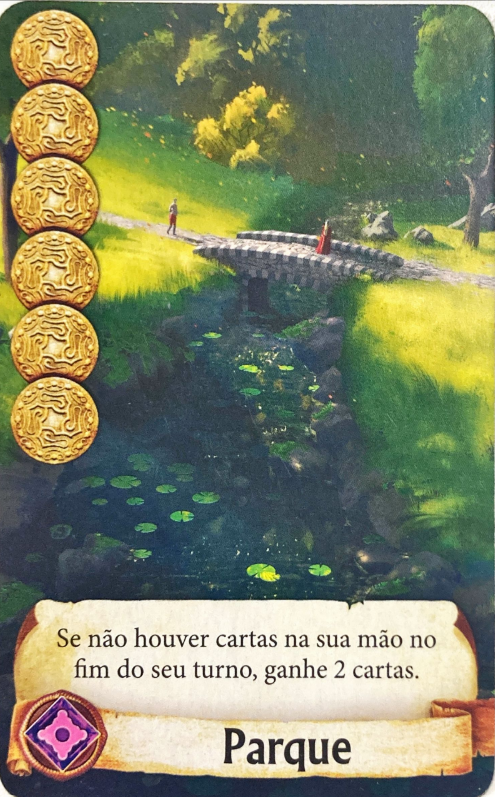 Se não houver cartas na sua mão no
fim do seu turno, ganhe 2 cartas.
Parque